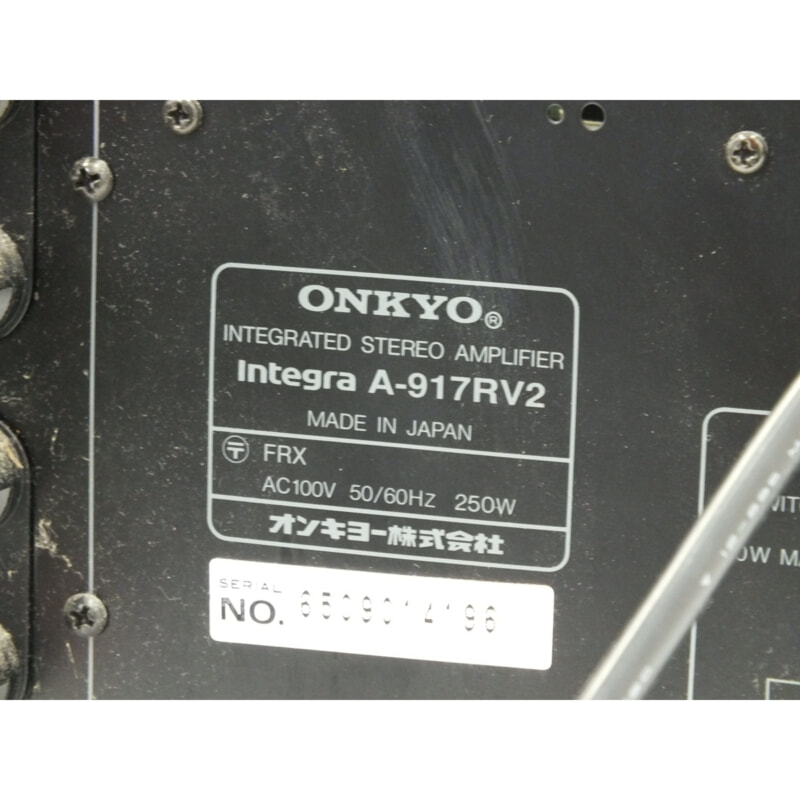 ONKYO®
INTEGRATED STEREO AMPLIFIER
Integra A-917RV2
MADE IN JAPAN
〶 FRX
AC100V 50/60Hz 250W
オンキヨー株式会社
SERIAL
NO.